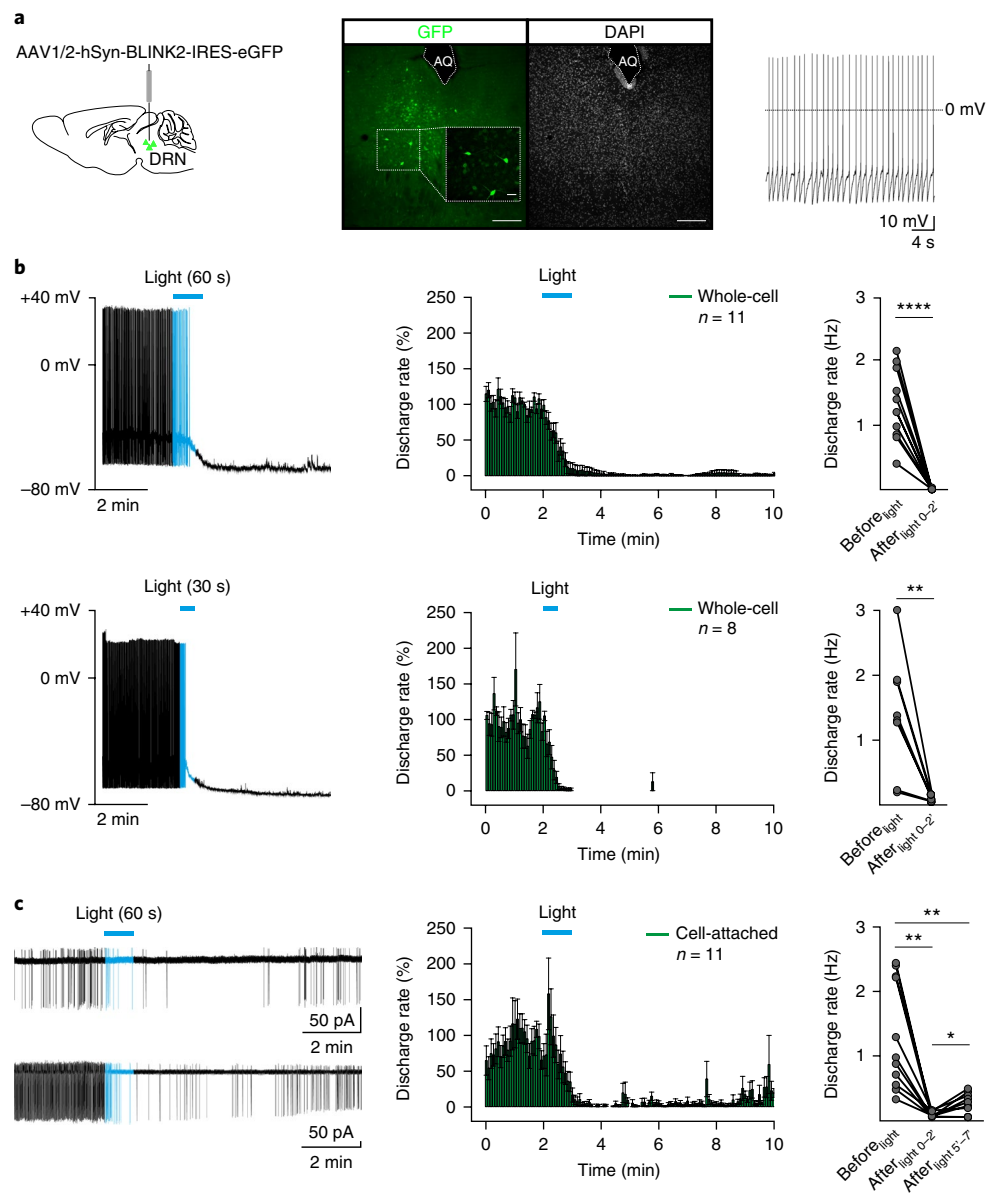 a
AAV1/2-hSyn-BLINK2-IRES-eGFP
DRN
GFP
DAPI
AQ
AQ
0 mV
10 mV
4 s
b
Light (60 s)
+40 mV
0 mV
–80 mV
2 min
Light
Whole-cell
n = 11
Discharge rate (%)
250
200
150
100
50
0
0 2 4 6 8 10
Time (min)
****
Discharge rate (Hz)
3
2
1
Before light
After light 0–2'
Light (30 s)
+40 mV
0 mV
–80 mV
2 min
Light
Whole-cell
n = 8
Discharge rate (%)
250
200
150
100
50
0
0 2 4 6 8 10
Time (min)
**
Discharge rate (Hz)
3
2
1
Before light
After light 0–2'
c
Light (60 s)
50 pA
2 min
50 pA
2 min
Light
Cell-attached
n = 11
Discharge rate (%)
250
200
150
100
50
0
0 2 4 6 8 10
Time (min)
**
**
*
Discharge rate (Hz)
3
2
1
Before light
After light 0–2'
After light 5'–7'